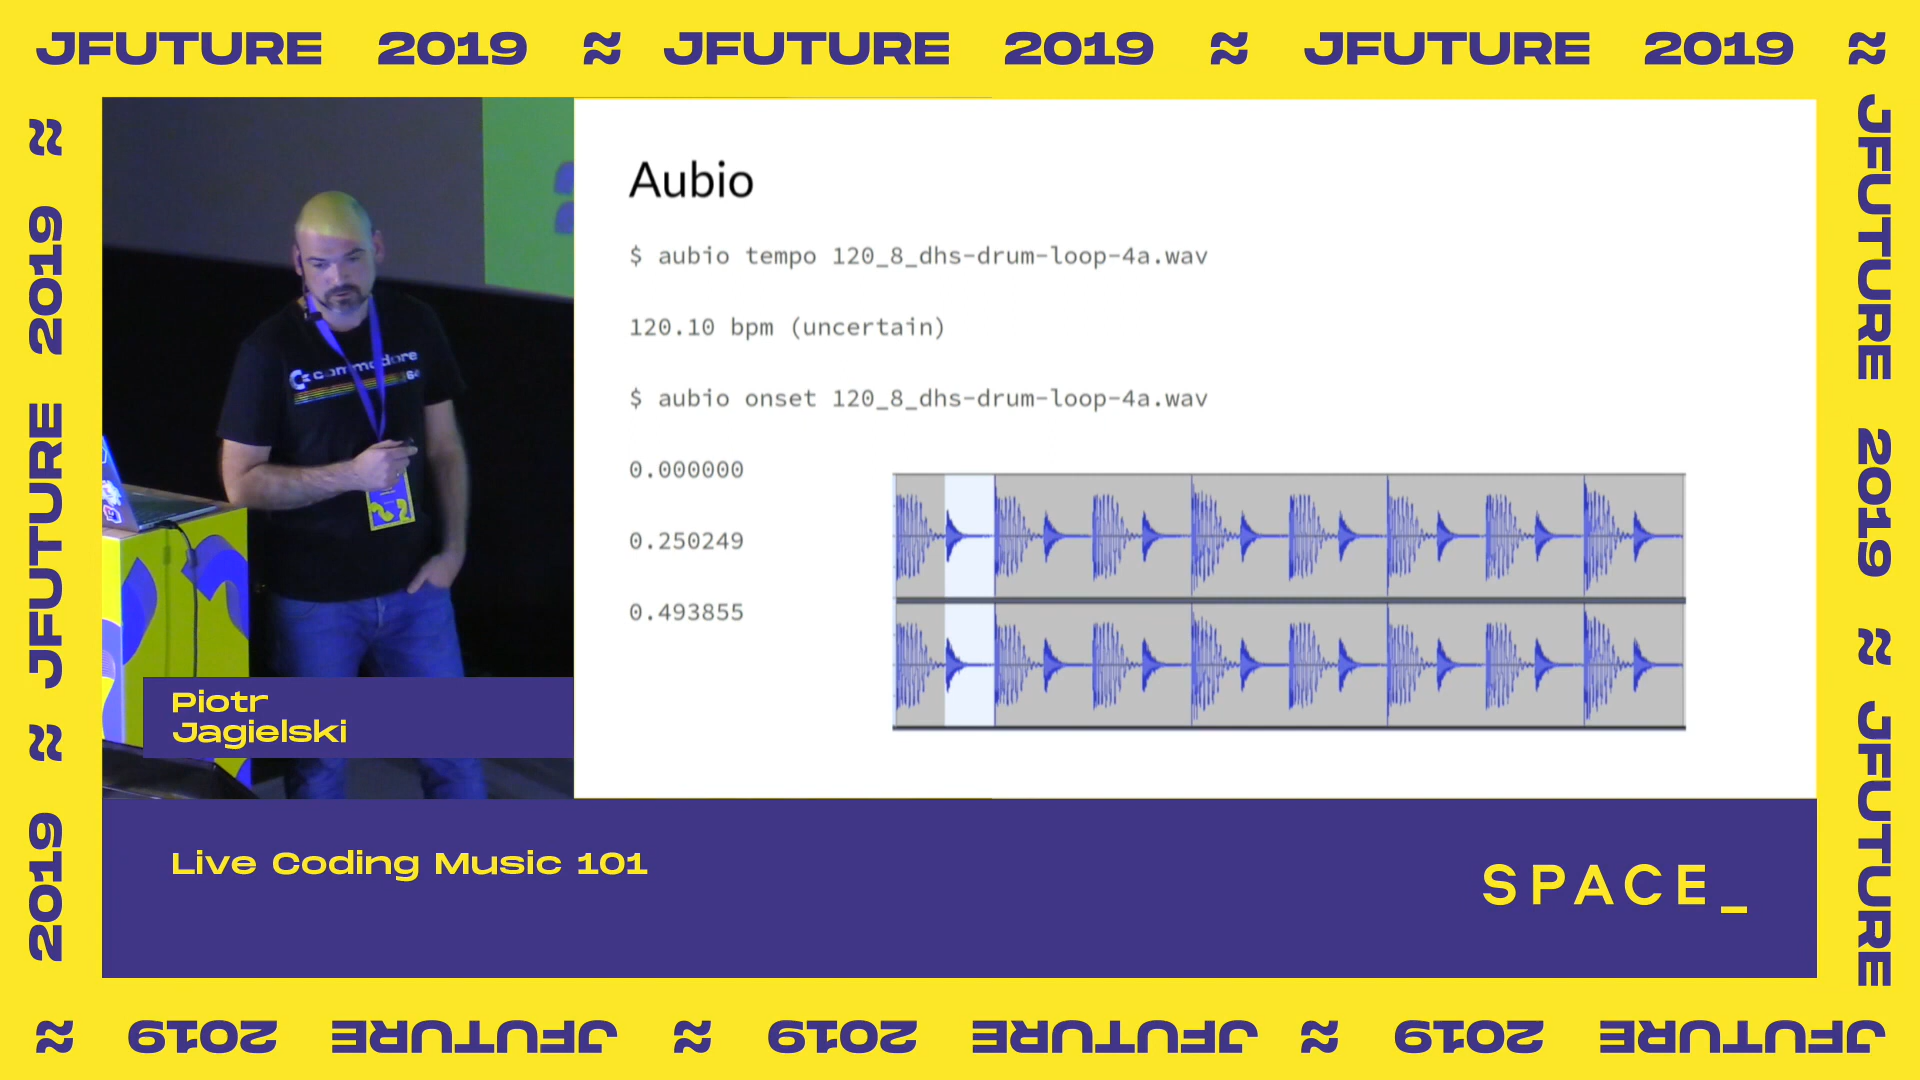 JFUTURE 2019 ≈ JFUTURE 2019 ≈ JFUTURE 2019 ≈
JFUTURE 2019 ≈ JFUTURE
JFUTURE 2019 ≈ JFUTURE 2019 ≈ JFUTURE 2019 ≈
2019 ≈ JFUTURE 2019 ≈
commodore 64
Piotr
Jagielski
Aubio
$ aubio tempo 120_8_dhs-drum-loop-4a.wav
120.10 bpm (uncertain)
$ aubio onset 120_8_dhs-drum-loop-4a.wav
0.000000
0.250249
0.493855
Live Coding Music 101
SPACE_